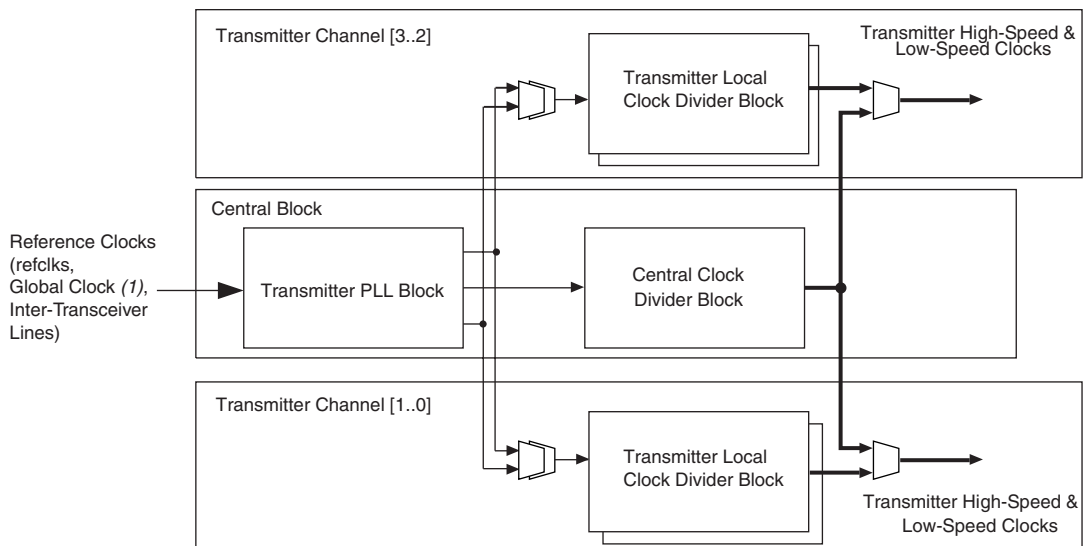 Transmitter Channel [3..2]
Transmitter High-Speed &
Low-Speed Clocks
Transmitter Local
Clock Divider Block
Central Block
Reference Clocks
(refclks,
Global Clock (1),
Inter-Transceiver
Lines)
Transmitter PLL Block
Central Clock
Divider Block
Transmitter Channel [1..0]
Transmitter Local
Clock Divider Block
Transmitter High-Speed &
Low-Speed Clocks